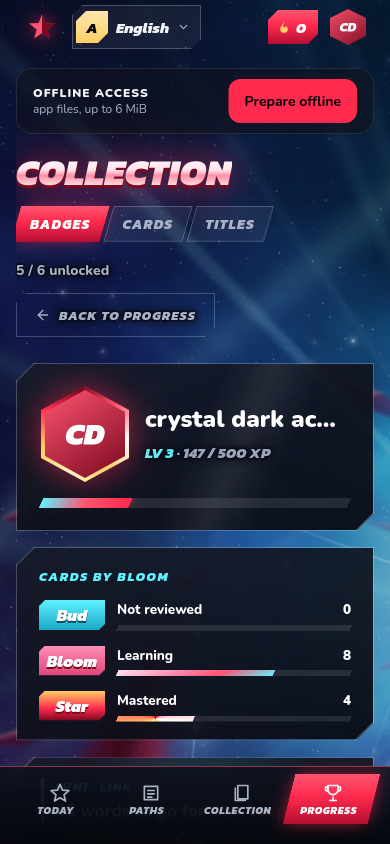 A English
0 CD
OFFLINE ACCESS
app files, up to 6 MiB
Prepare offline
COLLECTION
BADGES CARDS TITLES
5 / 6 unlocked
BACK TO PROGRESS
CD
crystal dark ac...
LV 3 · 147 / 500 XP
CARDS BY BLOOM
Bud Not reviewed 0
Bloom Learning 8
Star Mastered 4
TODAY PATHS COLLECTION PROGRESS